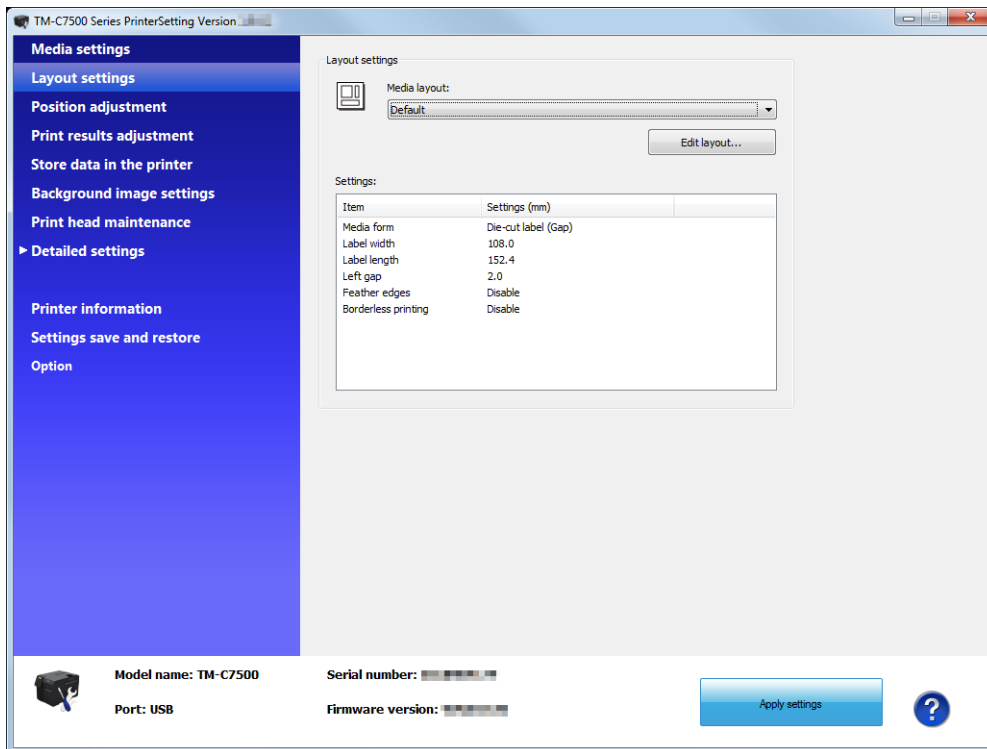 TM-C7500 Series PrinterSetting Version
Media settings
Layout settings
Position adjustment
Print results adjustment
Store data in the printer
Background image settings
Print head maintenance
Detailed settings
Printer information
Settings save and restore
Option
Layout settings
Media layout:
Default
Edit layout...
Settings:
Item Settings (mm)
Media form Die-cut label (Gap)
Label width 108.0
Label length 152.4
Left gap 2.0
Feather edges Disable
Borderless printing Disable
Model name: TM-C7500
Serial number:
Port: USB
Firmware version:
Apply settings
?